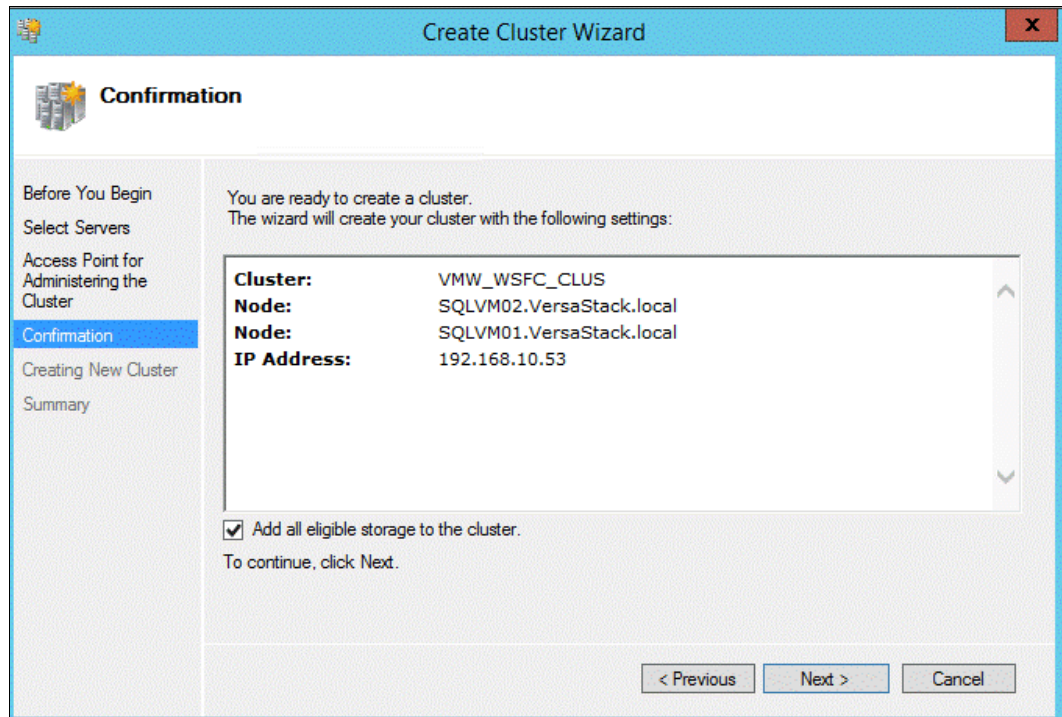 Create Cluster Wizard
x
Confirmation
Before You Begin
Select Servers
Access Point for
Administering the
Cluster
Confirmation
Creating New Cluster
Summary
You are ready to create a cluster.
The wizard will create your cluster with the following settings:
Cluster: VMW_WSFC_CLUS
Node: SQLVM02.VersaStack.local
Node: SQLVM01.VersaStack.local
IP Address: 192.168.10.53
Add all eligible storage to the cluster.
To continue, click Next.
< Previous Next > Cancel